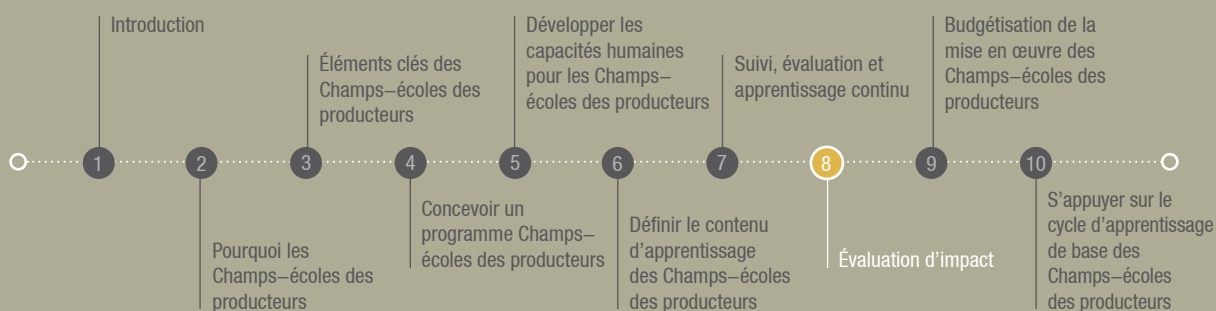 Introduction
1
Pourquoi les
Champs–écoles des
producteurs
2
Éléments clés des
Champs–écoles des
producteurs
3
Concevoir un
programme Champs–
écoles des producteurs
4
Développer les
capacités humaines
pour les Champs–
écoles des producteurs
5
Définir le contenu
d’apprentissage
des Champs–écoles
des producteurs
6
Suivi, évaluation et
apprentissage continu
7
Évaluation d’impact
8
Budgétisation de la
mise en œuvre des
Champs–écoles des
producteurs
9
S’appuyer sur le
cycle d’apprentissage
de base des
Champs–écoles
des producteurs
10